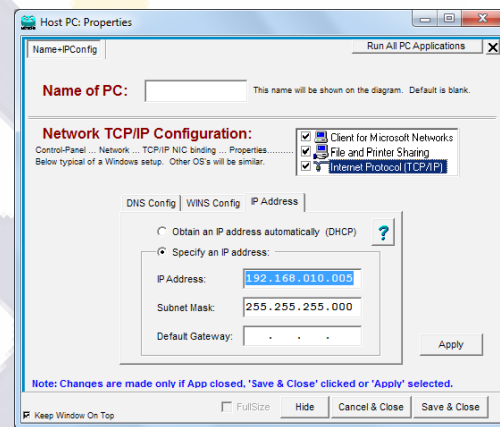 Host PC: Properties
Name+IPConfig
Run All PC Applications
X
Name of PC:
This name will be shown on the diagram. Default is blank.
Network TCP/IP Configuration:
Control-Panel ... Network ... TCP/IP NIC binding ... Properties.........
Below typical of a Windows setup. Other OS's will be similar.
Client for Microsoft Networks
File and Printer Sharing
Internet Protocol (TCP/IP)
DNS Config
WINS Config
IP Address
Obtain an IP address automatically (DHCP)
?
Specify an IP address:
IP Address:
192.168.010.005
Subnet Mask:
255.255.255.000
Default Gateway:
. . .
Apply
Note: Changes are made only if App closed, 'Save & Close' clicked or 'Apply' selected.
Keep Window On Top
FullSize
Hide
Cancel & Close
Save & Close